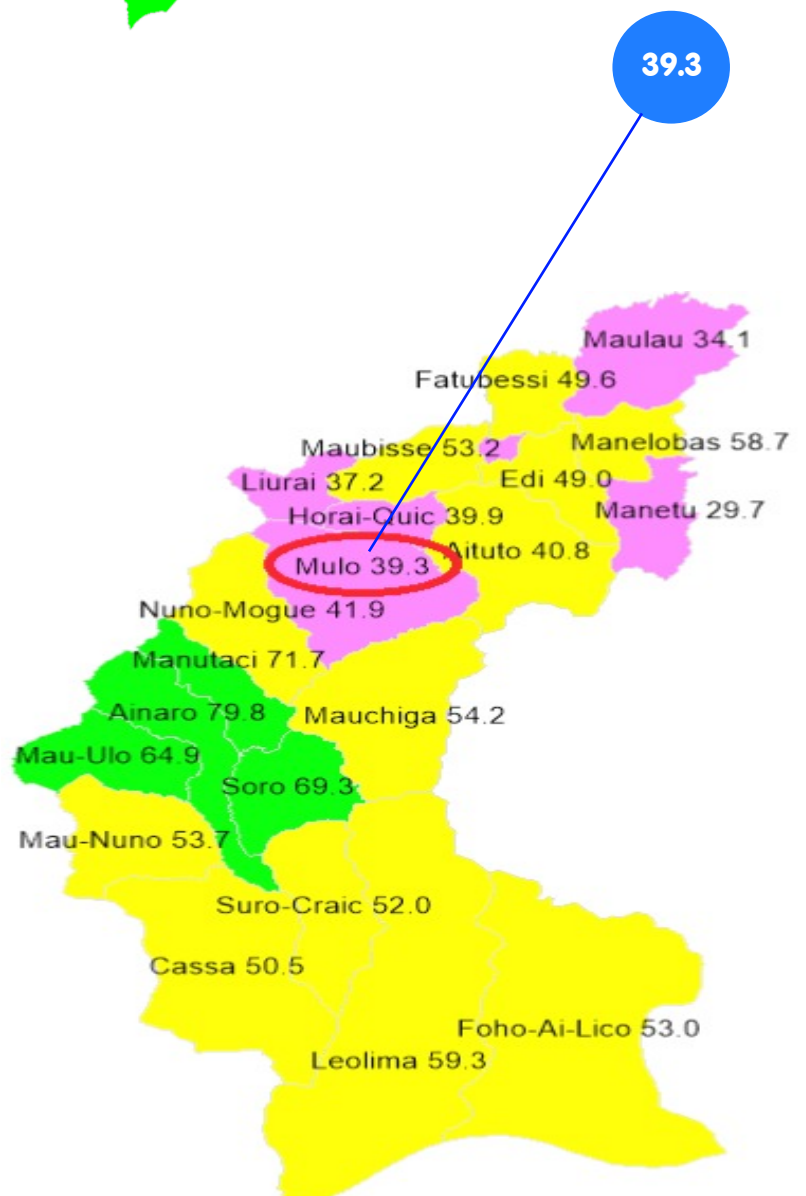 39.3
Maulau 34.1
Fatubessi 49.6
Maubisse 53.2
Manelobas 58.7
Liurai 37.2
Edi 49.0
Horai-Quic 39.9
Manetu 29.7
Aituto 40.8
Mulo 39.3
Nuno-Mogue 41.9
Manutaci 71.7
Ainaro 79.8
Mauchiga 54.2
Mau-Ulo 64.9
Soro 69.3
Mau-Nuno 53.7
Suro-Craic 52.0
Cassa 50.5
Foho-Ai-Lico 53.0
Leolima 59.3